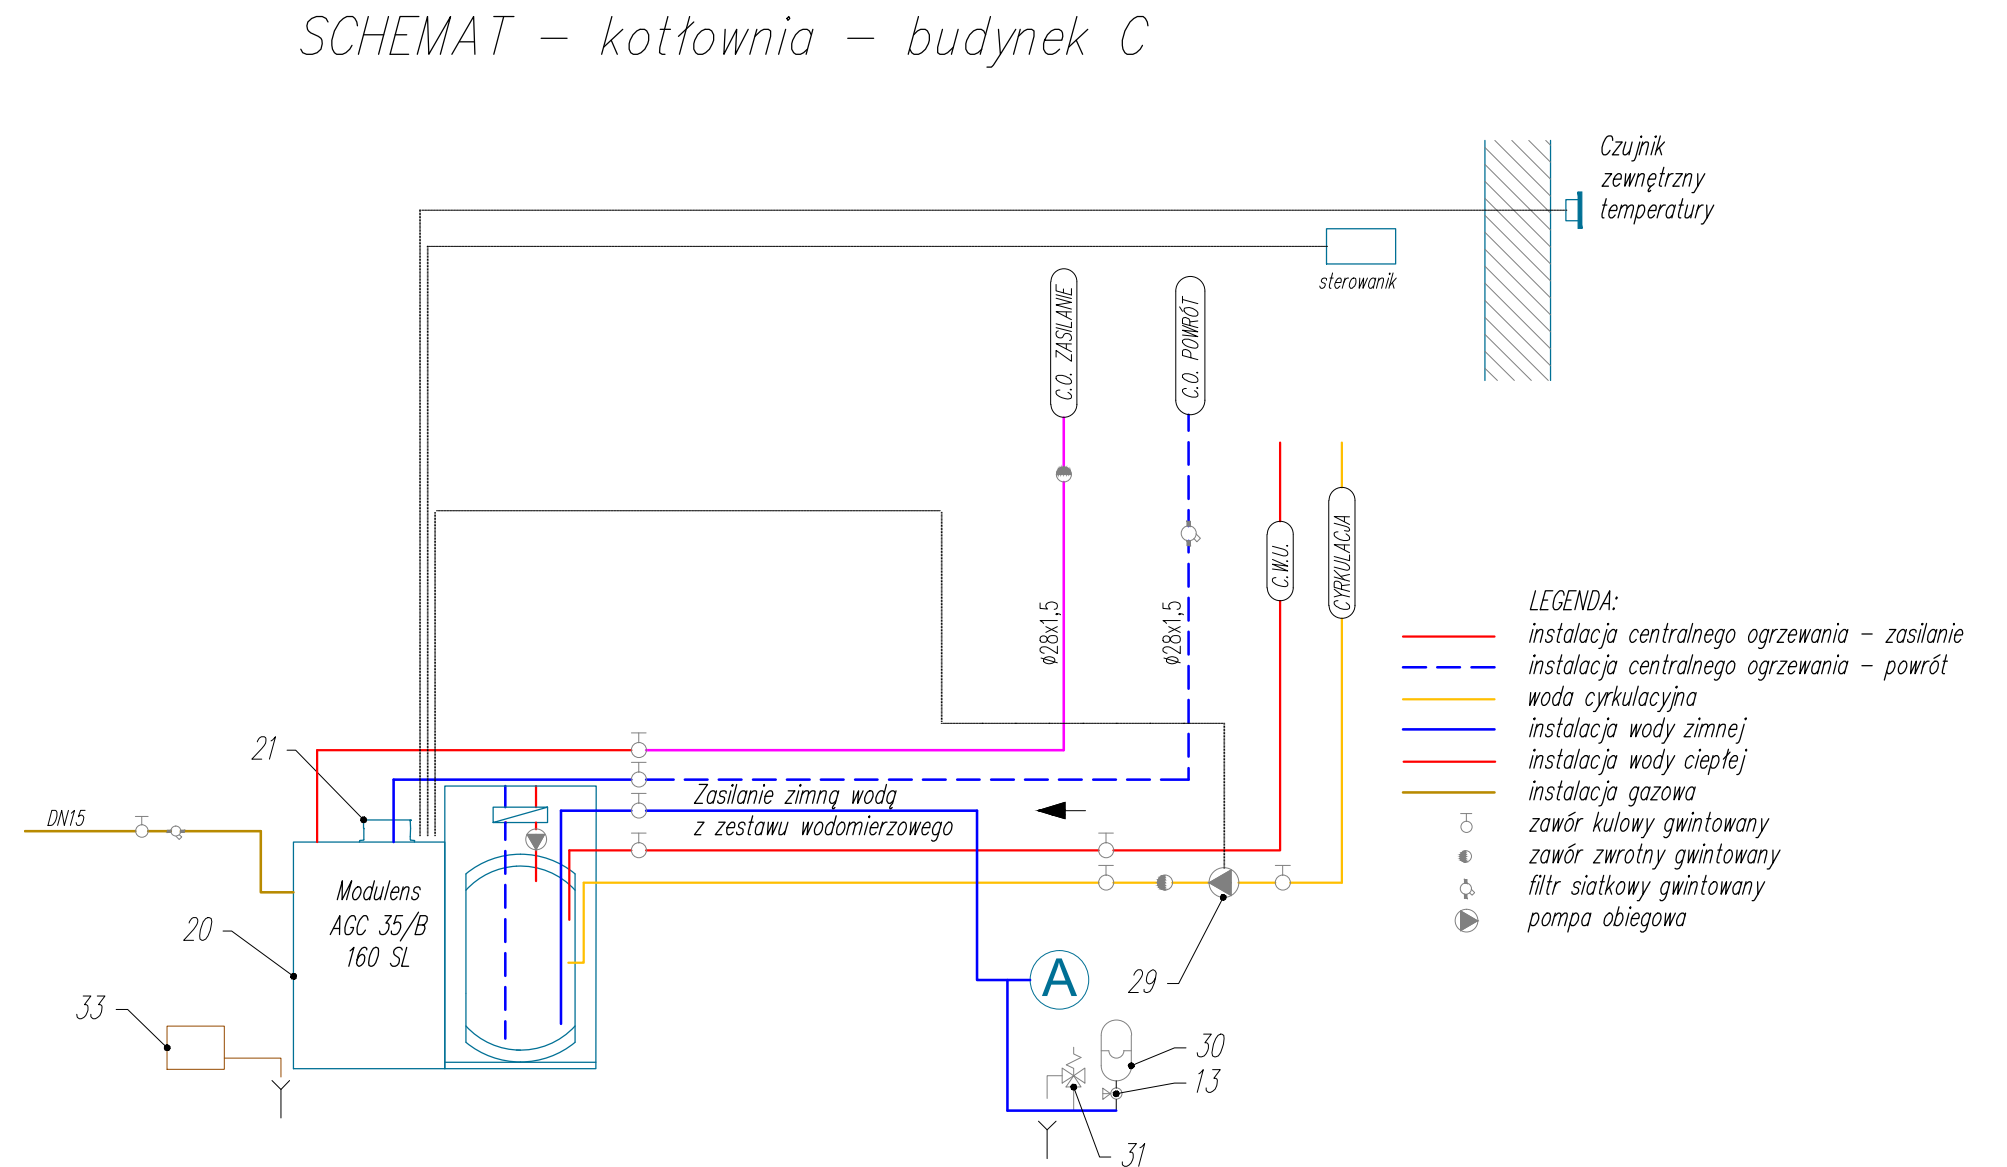 SCHEMAT – kotłownia – budynek C
Czujnik
zewnętrzny
temperatury
sterowanik
C.O. ZASILANIE
C.O. POWRÓT
C.W.U.
CYRKULACJA
ϕ28x1,5
ϕ28x1,5
LEGENDA:
instalacja centralnego ogrzewania – zasilanie
instalacja centralnego ogrzewania – powrót
woda cyrkulacyjna
instalacja wody zimnej
instalacja wody ciepłej
instalacja gazowa
zawór kulowy gwintowany
zawór zwrotny gwintowany
filtr siatkowy gwintowany
pompa obiegowa
21
DN15
Zasilanie zimną wodą
z zestawu wodomierzowego
Modulens
AGC 35/B
160 SL
20
33
A
29
30
13
31